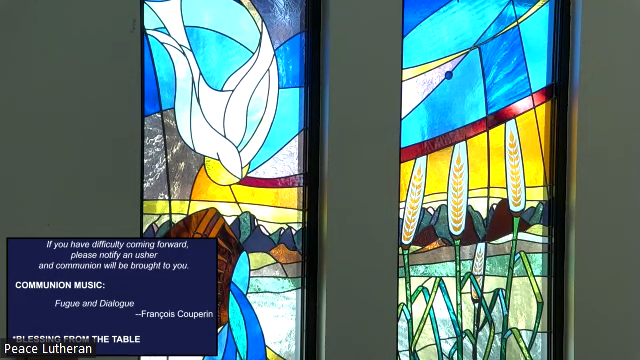 If you have difficulty coming forward,
please notify an usher
and communion will be brought to you.
COMMUNION MUSIC:
Fugue and Dialogue
--François Couperin
*BLESSING FROM THE TABLE
Peace Lutheran